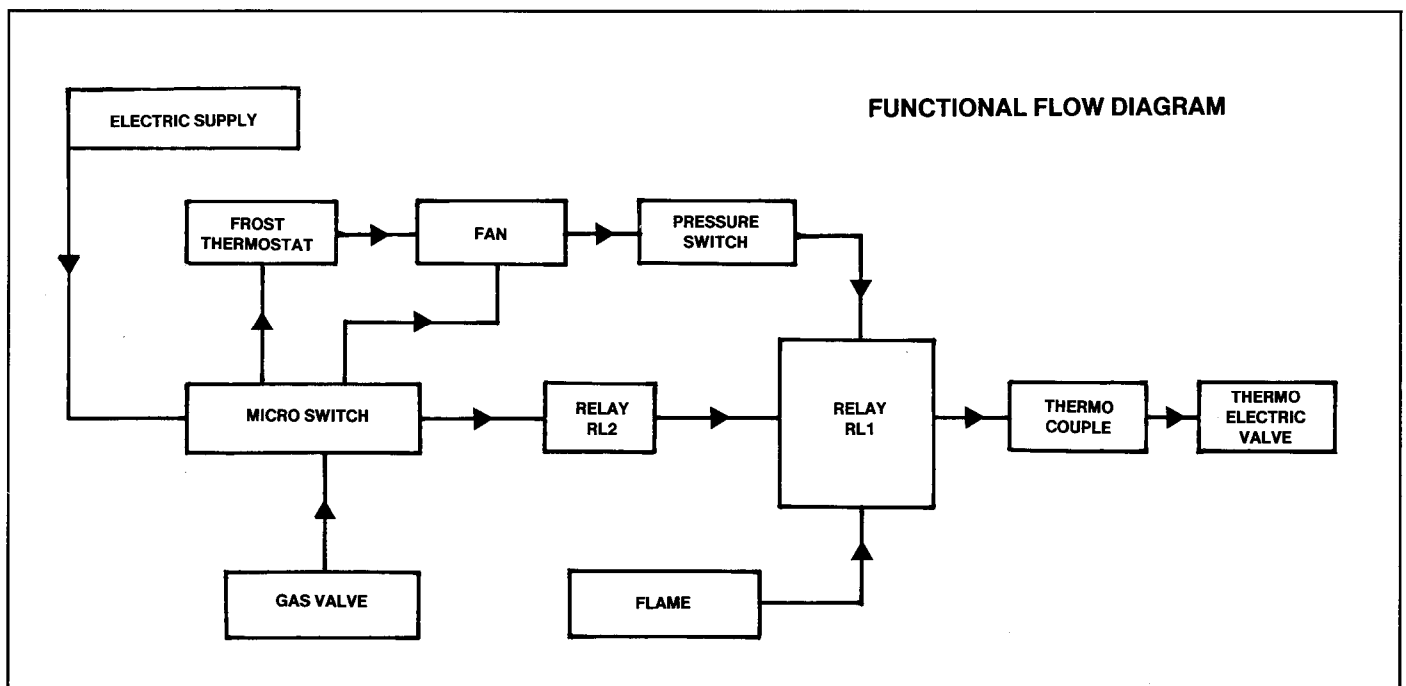 FUNCTIONAL FLOW DIAGRAM
ELECTRIC SUPPLY
FROST
THERMOSTAT
FAN
PRESSURE
SWITCH
MICRO SWITCH
RELAY
RL2
RELAY
RL1
THERMO
COUPLE
THERMO
ELECTRIC
VALVE
GAS VALVE
FLAME